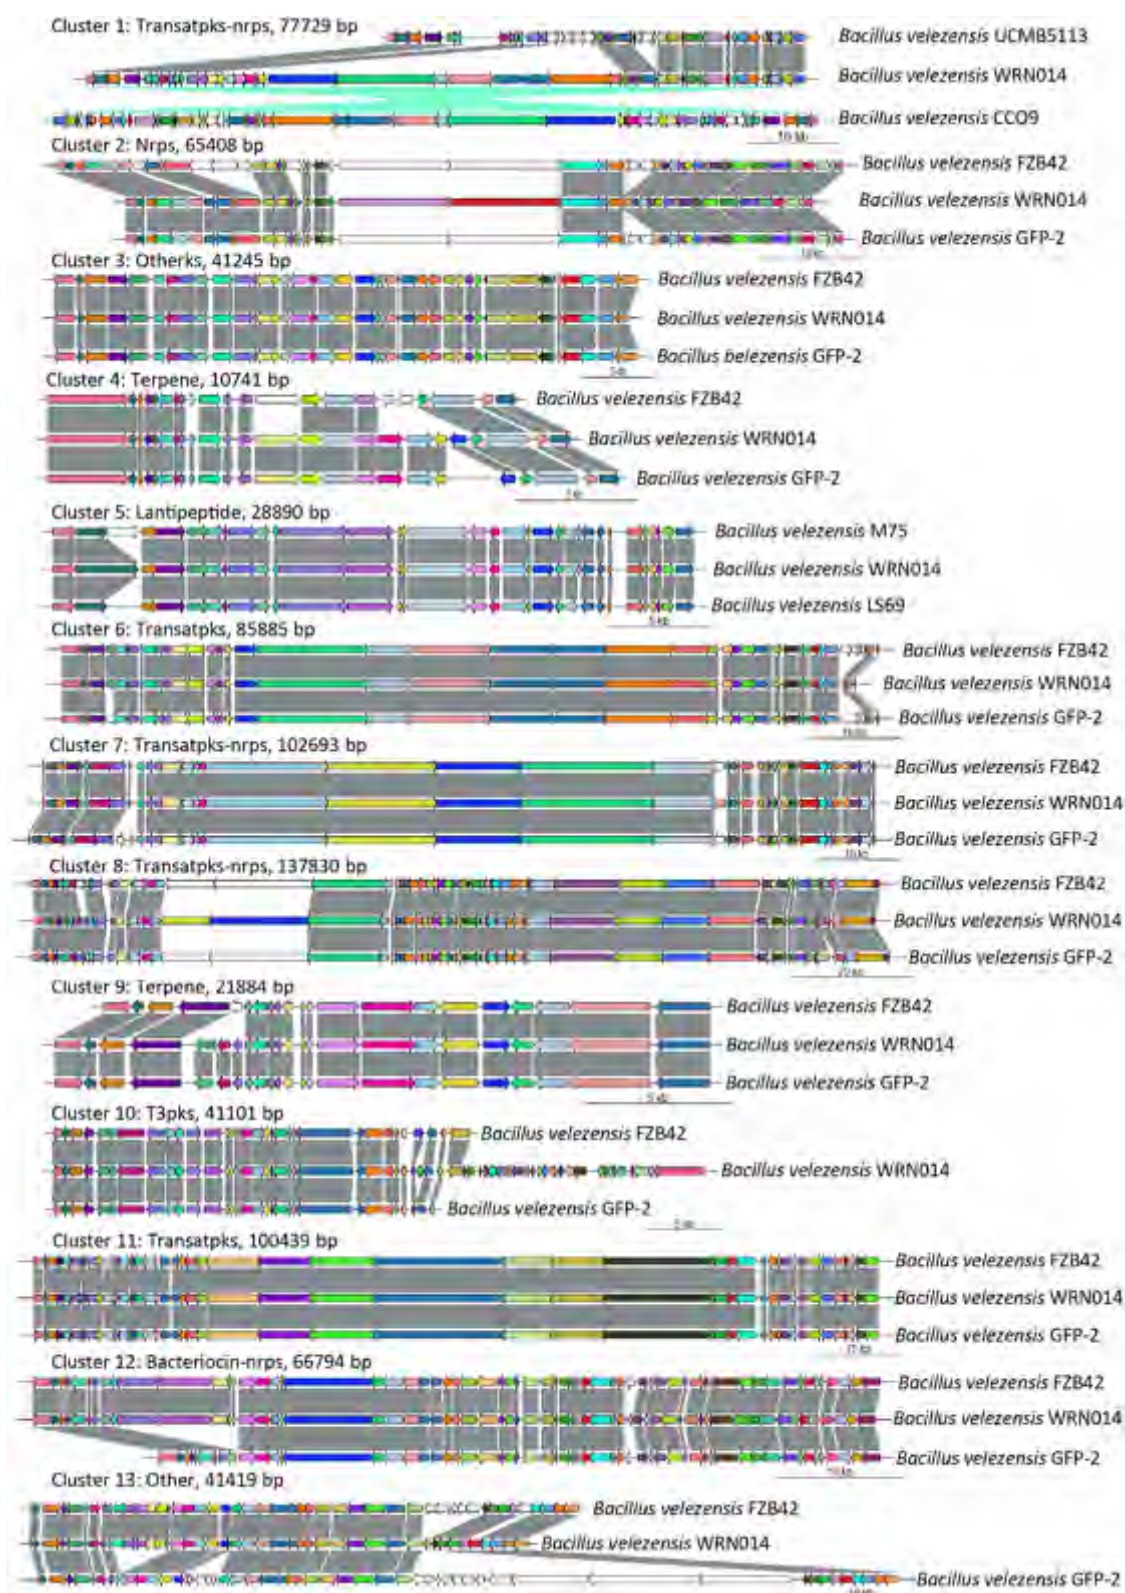 Cluster 1: Transatpks-nrps, 77729 bp
Bacillus velezensis UCMB5113
Bacillus velezensis WRN014
Bacillus velezensis CC09
Cluster 2: Nrps, 65408 bp
Bacillus velezensis FZB42
Bacillus velezensis WRN014
Bacillus velezensis GFP-2
Cluster 3: Otherks, 41245 bp
Bacillus velezensis FZB42
Bacillus velezensis WRN014
Bacillus belezensis GFP-2
Cluster 4: Terpene, 10741 bp
Bacillus velezensis FZB42
Bacillus velezensis WRN014
Bacillus velezensis GFP-2
Cluster 5: Lantipeptide, 28890 bp
Bacillus velezensis M75
Bacillus velezensis WRN014
Bacillus velezensis LS69
5 kb
Cluster 6: Transatpks, 85885 bp
Bacillus velezensis FZB42
Bacillus velezensis WRN014
Bacillus velezensis GFP-2
Cluster 7: Transatpks-nrps, 102693 bp
Bacillus velezensis FZB42
Bacillus velezensis WRN014
Bacillus velezensis GFP-2
Cluster 8: Transatpks-nrps, 137830 bp
Bacillus velezensis FZB42
Bacillus velezensis WRN014
Bacillus velezensis GFP-2
20 kb
Cluster 9: Terpene, 21884 bp
Bacillus velezensis FZB42
Bacillus velezensis WRN014
Bacillus velezensis GFP-2
Cluster 10: T3pks, 41101 bp
Bacillus velezensis FZB42
Bacillus velezensis WRN014
Bacillus velezensis GFP-2
Cluster 11: Transatpks, 100439 bp
Bacillus velezensis FZB42
Bacillus velezensis WRN014
Bacillus velezensis GFP-2
Cluster 12: Bacteriocin-nrps, 66794 bp
Bacillus velezensis FZB42
Bacillus velezensis WRN014
Bacillus velezensis GFP-2
Cluster 13: Other, 41419 bp
Bacillus velezensis FZB42
Bacillus velezensis WRN014
Bacillus velezensis GFP-2